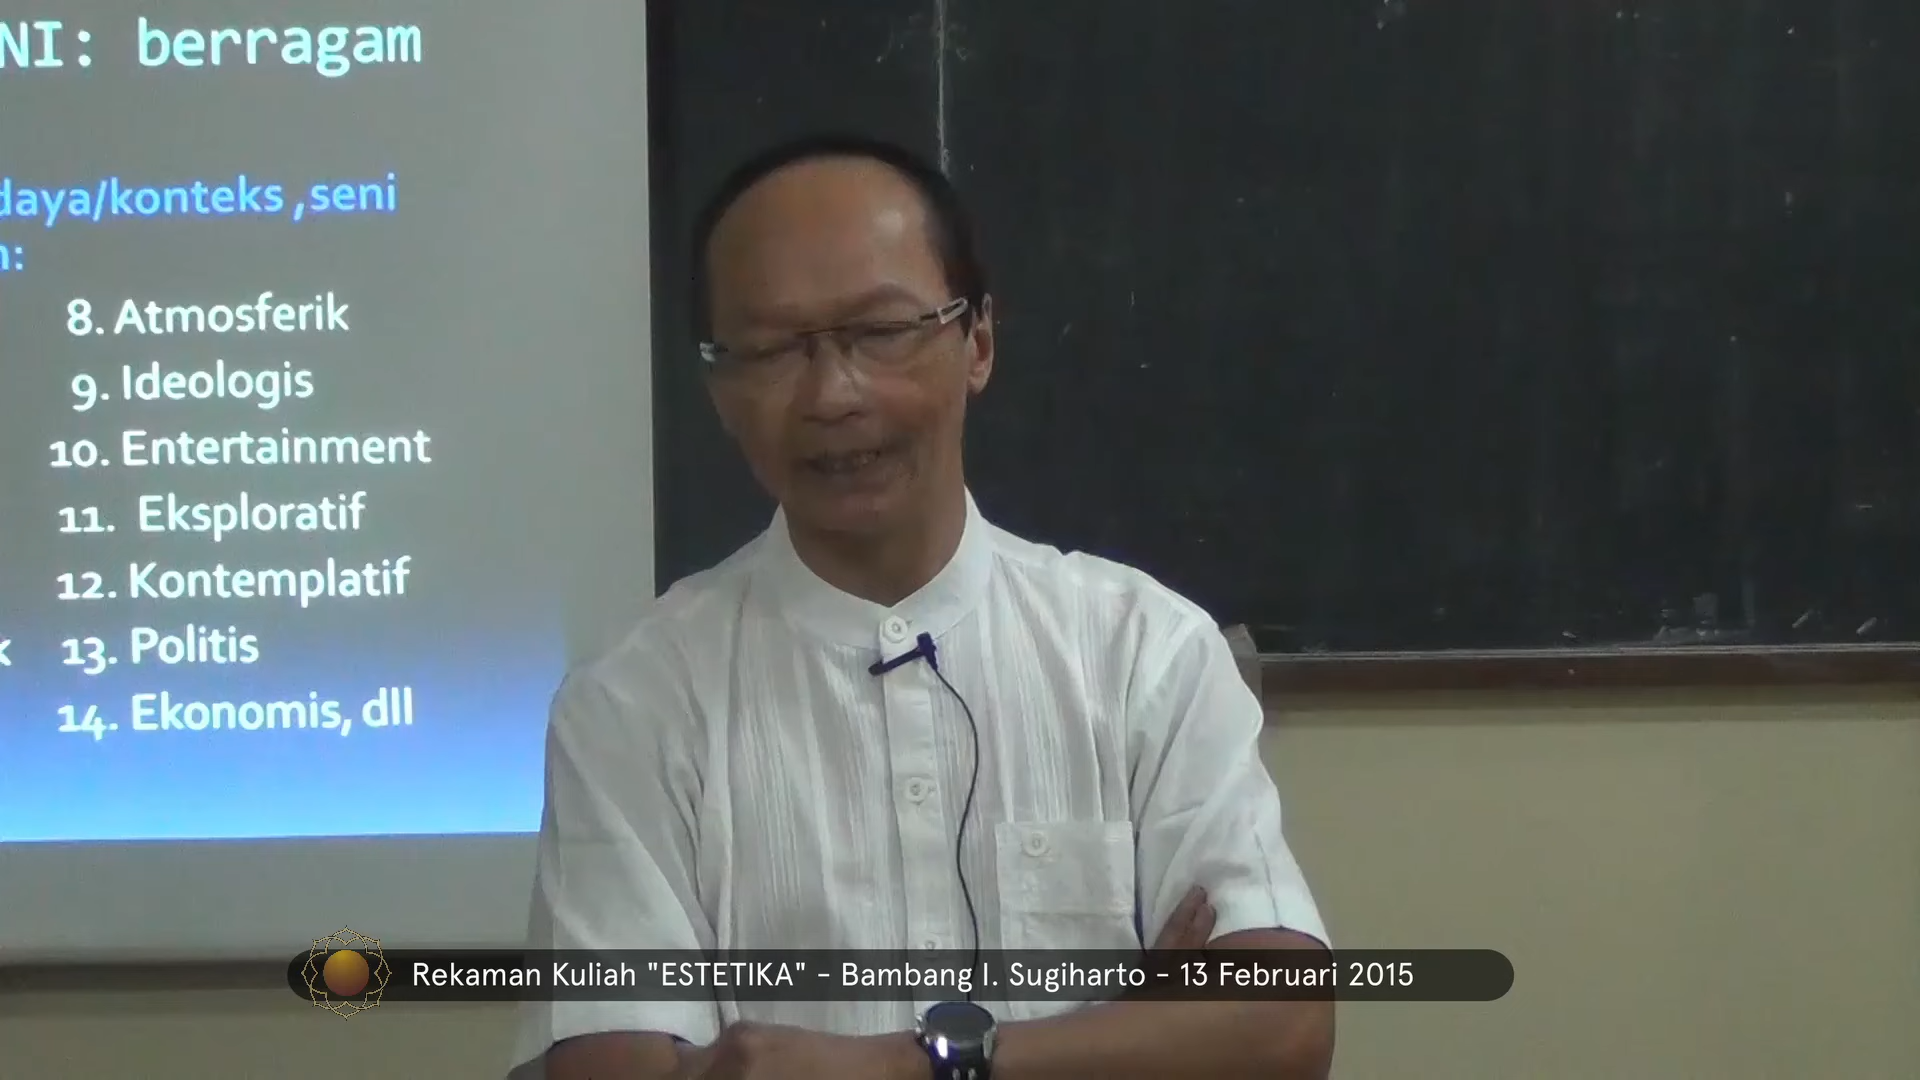 NI: berragam
daya/konteks ,seni
n:
8. Atmosferik
9. Ideologis
10. Entertainment
11. Eksploratif
12. Kontemplatif
k 13. Politis
14. Ekonomis, dll
Rekaman Kuliah "ESTETIKA" - Bambang I. Sugiharto - 13 Februari 2015